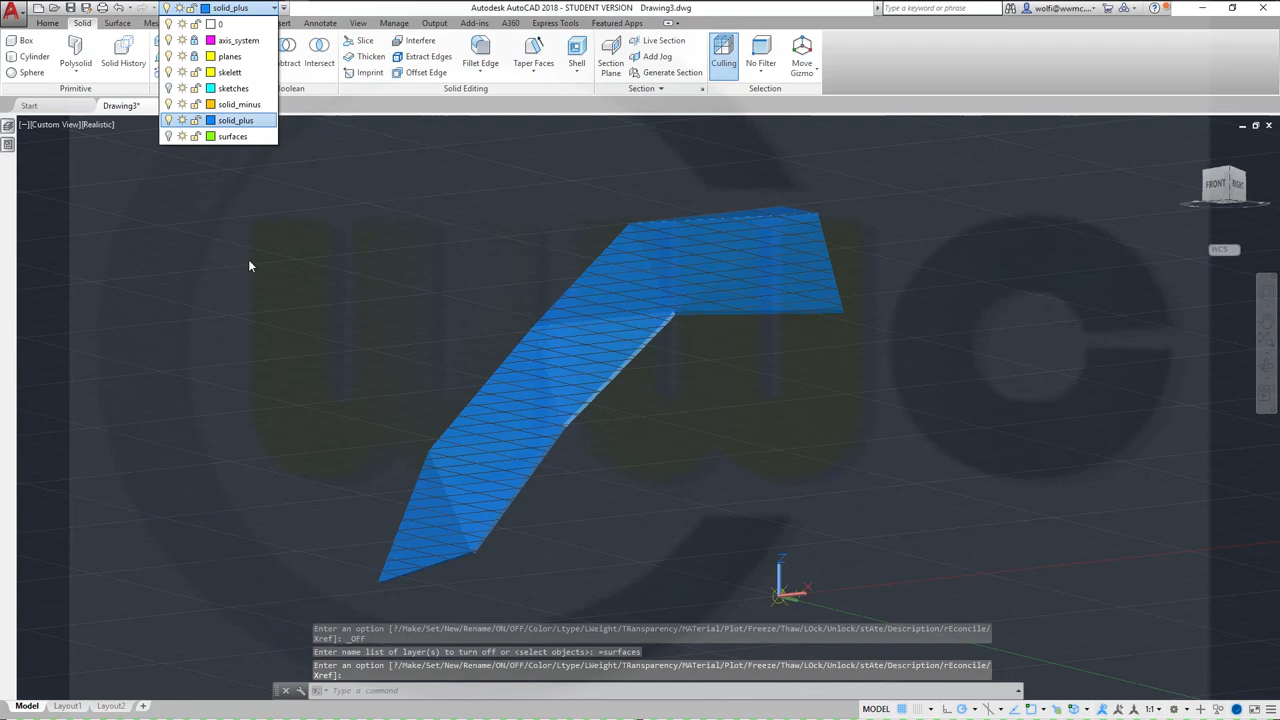 solid_plus
Autodesk AutoCAD 2018 - STUDENT VERSION Drawing3.dwg
Type a keyword or phrase
wolfi@wwmc...
Home Solid Surface View Manage Output Add-ins A360 Express Tools Featured Apps
0
axis_system
planes
skelett
sketches
solid_minus
solid_plus
surfaces
Box
Cylinder
Sphere
Polysolid
Solid History
Intersect
Slice
Thicken
Imprint
Interfere
Extract Edges
Offset Edge
Fillet Edge
Taper Faces
Shell
Section Plane
Live Section
Add Jog
Generate Section
Culling
No Filter
Move Gizmo
Primitive
Boolean
Solid Editing
Section
Selection
Start
Drawing3*
[−][Custom View][Realistic]
FRONT
RIGHT
WCS
Z
X
Enter an option [?/Make/Set/New/Rename/ON/OFF/Color/Ltype/LWeight/TRansparency/MATerial/Plot/Freeze/Thaw/LOck/Unlock/stAte/Description/rEconcile/
Xref]: _OFF
Enter name list of layer(s) to turn off or <select objects>: =surfaces
Enter an option [?/Make/Set/New/Rename/ON/OFF/Color/Ltype/LWeight/TRansparency/MATerial/Plot/Freeze/Thaw/LOck/Unlock/stAte/Description/rEconcile/
Xref]:
Type a command
Model
Layout1
Layout2
MODEL
1:1